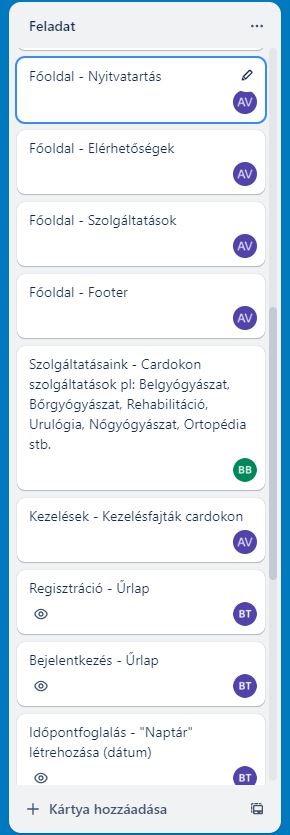 Feladat
Főoldal - Nyitvatartás
AV
Főoldal - Elérhetőségek
AV
Főoldal - Szolgáltatások
AV
Főoldal - Footer
AV
Szolgáltatásaink - Cardokon
szolgáltatások pl: Belgyógyászat,
Bőrgyógyászat, Rehabilitáció,
Urulógia, Nőgyógyászat, Ortopédia
stb.
BB
Kezelések - Kezelésfajták cardokon
AV
Regisztráció - Űrlap
BT
Bejelentkezés - Űrlap
BT
Időpontfoglalás - "Naptár"
létrehozása (dátum)
BT
Kártya hozzáadása